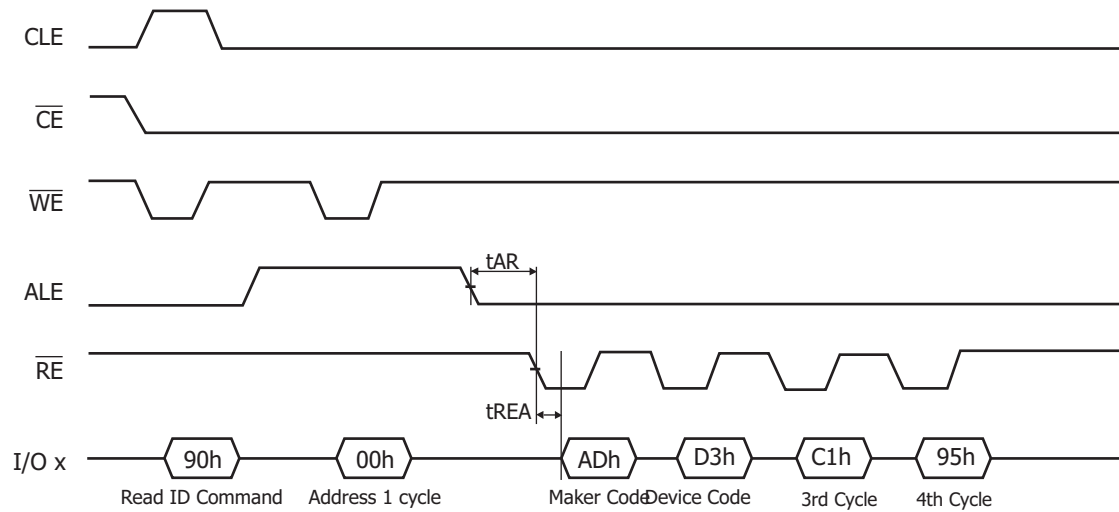 CLE
CE
WE
ALE
tAR
RE
tREA
I/O x
90h
00h
ADh
D3h
C1h
95h
Read ID Command
Address 1 cycle
Maker Code
Device Code
3rd Cycle
4th Cycle